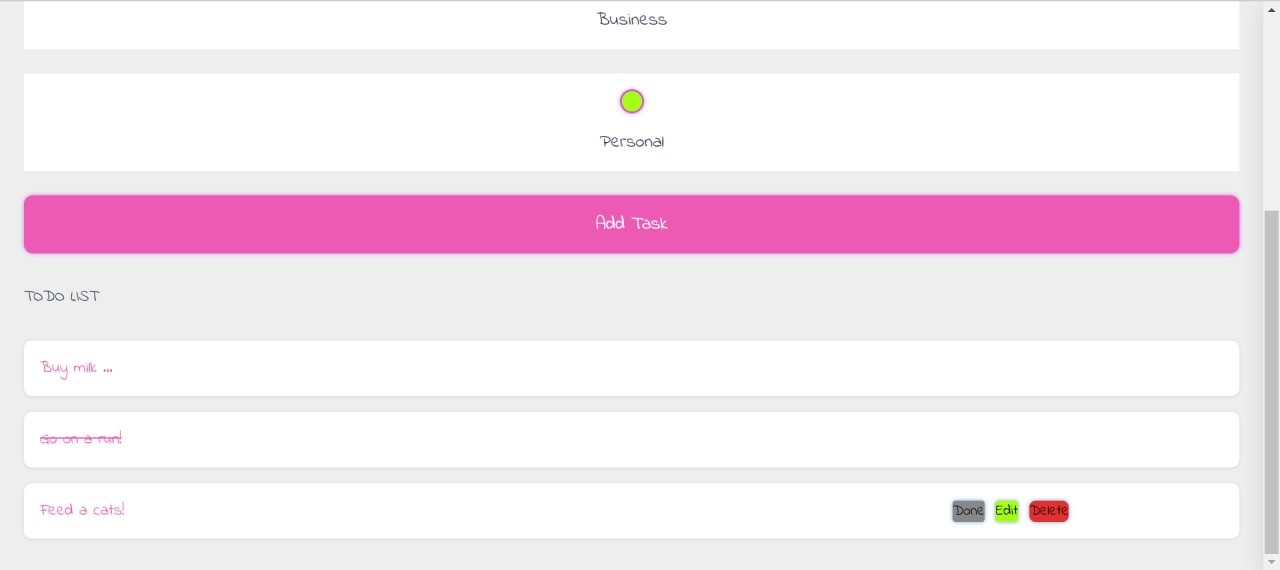 Business
Personal
Add Task
TODO LIST
Buy milk ...
Go on a run!
Feed a cats!
Done Edit Delete